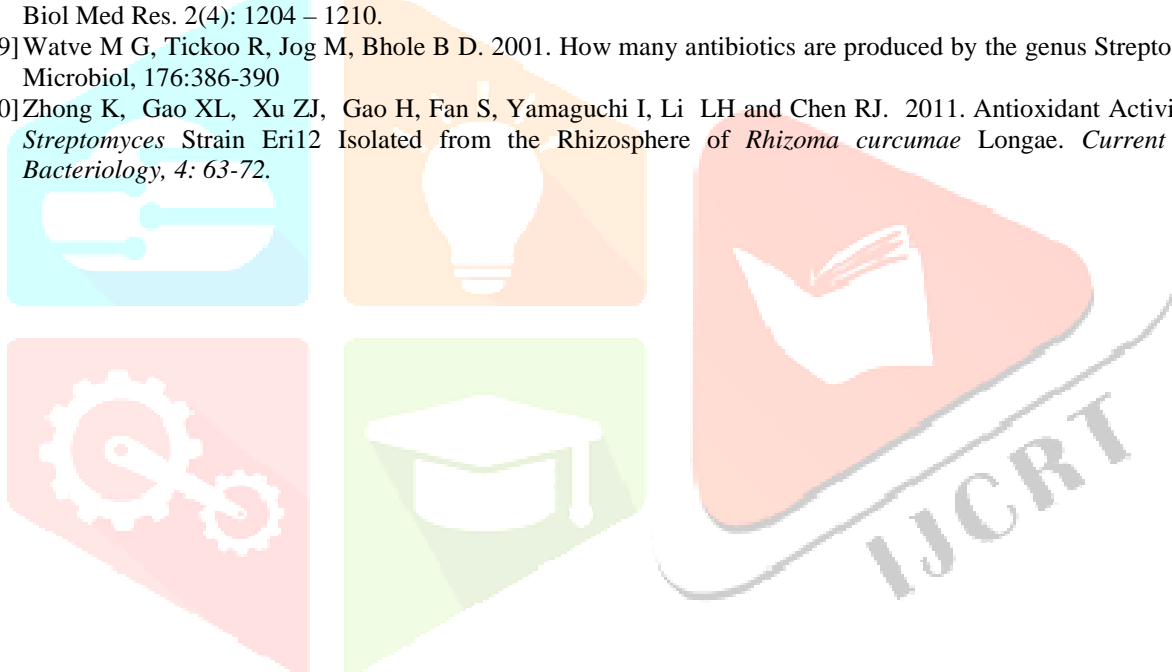 Biol Med Res. 2(4): 1204 – 1210.
9] Watve M G, Tickoo R, Jog M, Bhole B D. 2001. How many antibiotics are produced by the genus Strepto
Microbiol, 176:386-390
0] Zhong K, Gao XL, Xu ZJ, Gao H, Fan S, Yamaguchi I, Li LH and Chen RJ. 2011. Antioxidant Activi
Streptomyces Strain Eri12 Isolated from the Rhizosphere of Rhizoma curcumae Longae. Current
Bacteriology, 4: 63-72.
IJCRT